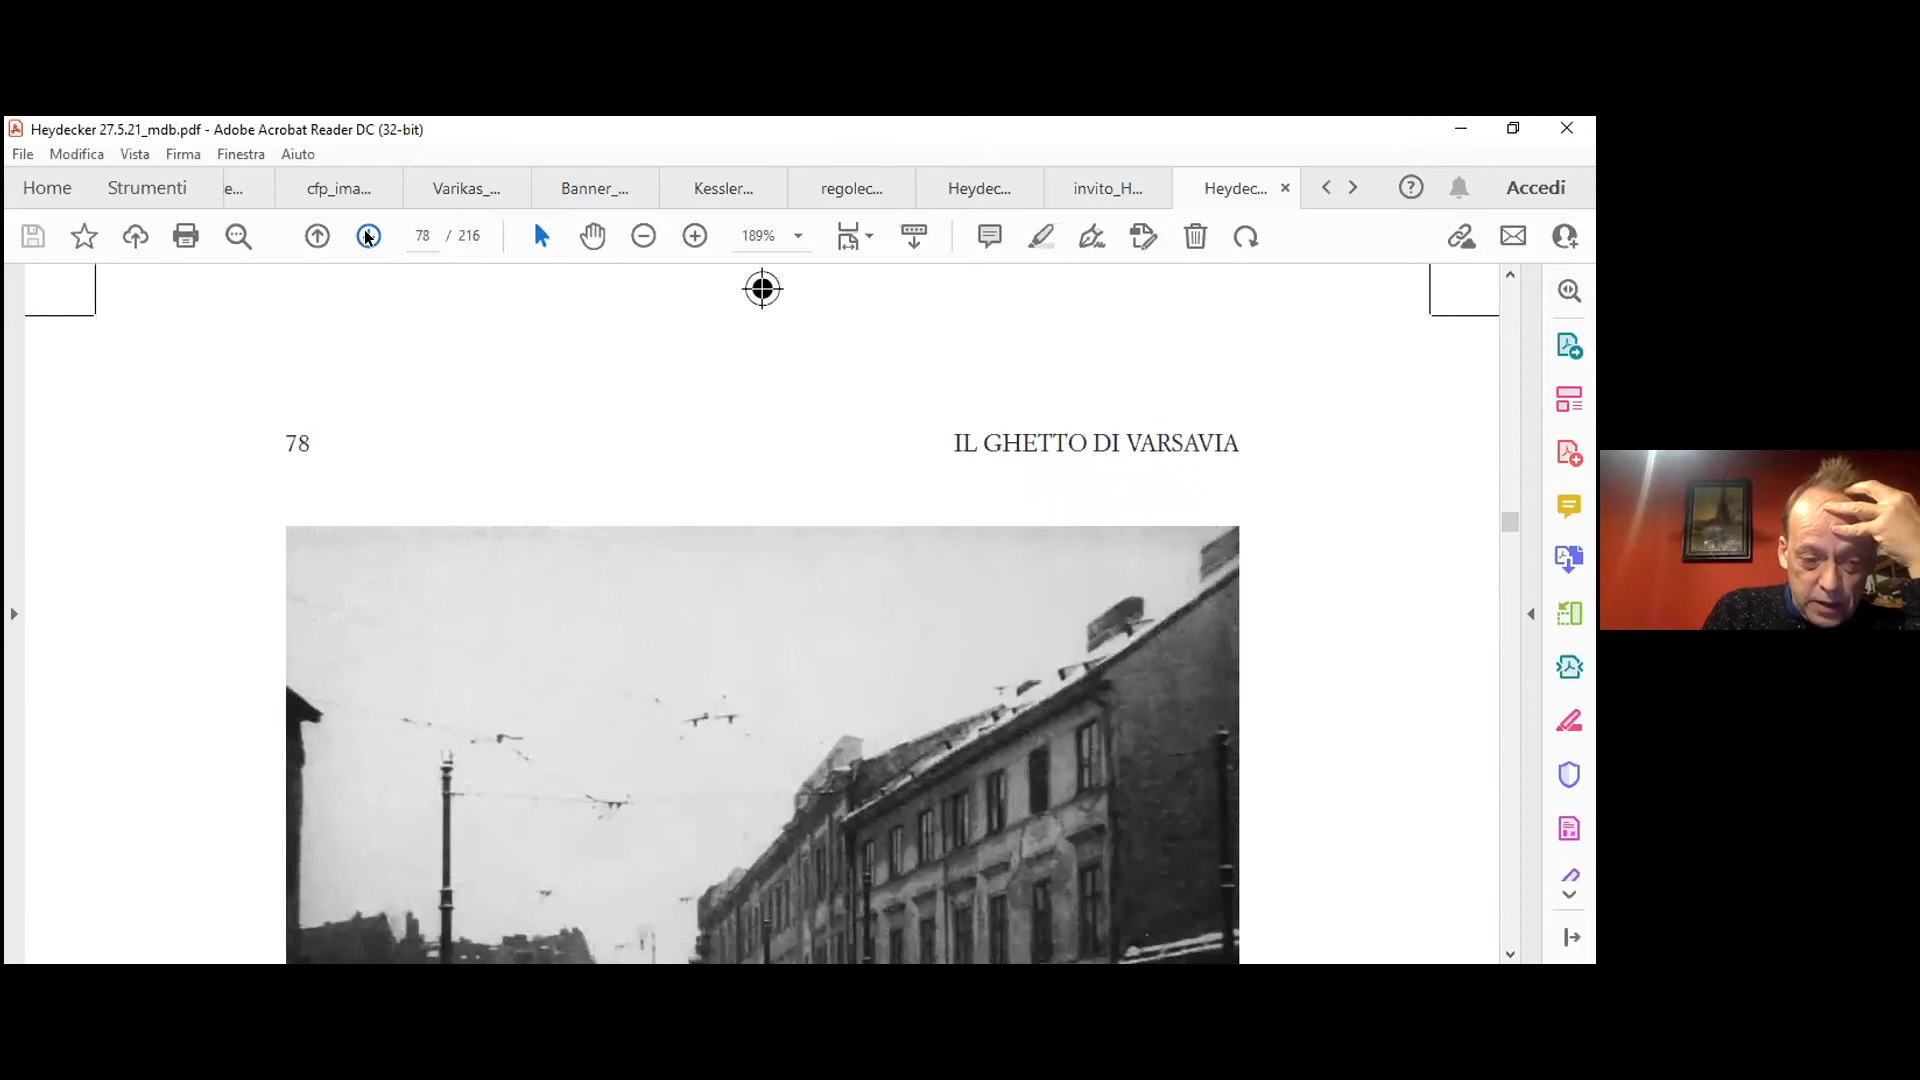 Heydecker 27.5.21_mdb.pdf - Adobe Acrobat Reader DC (32-bit)
File Modifica Vista Firma Finestra Aiuto
Home Strumenti e... cfp_ima... Varikas_... Banner_... Kessler... regolec... Heydec... invito_H... Heydec... Accedi
78 / 216 189%
78 IL GHETTO DI VARSAVIA